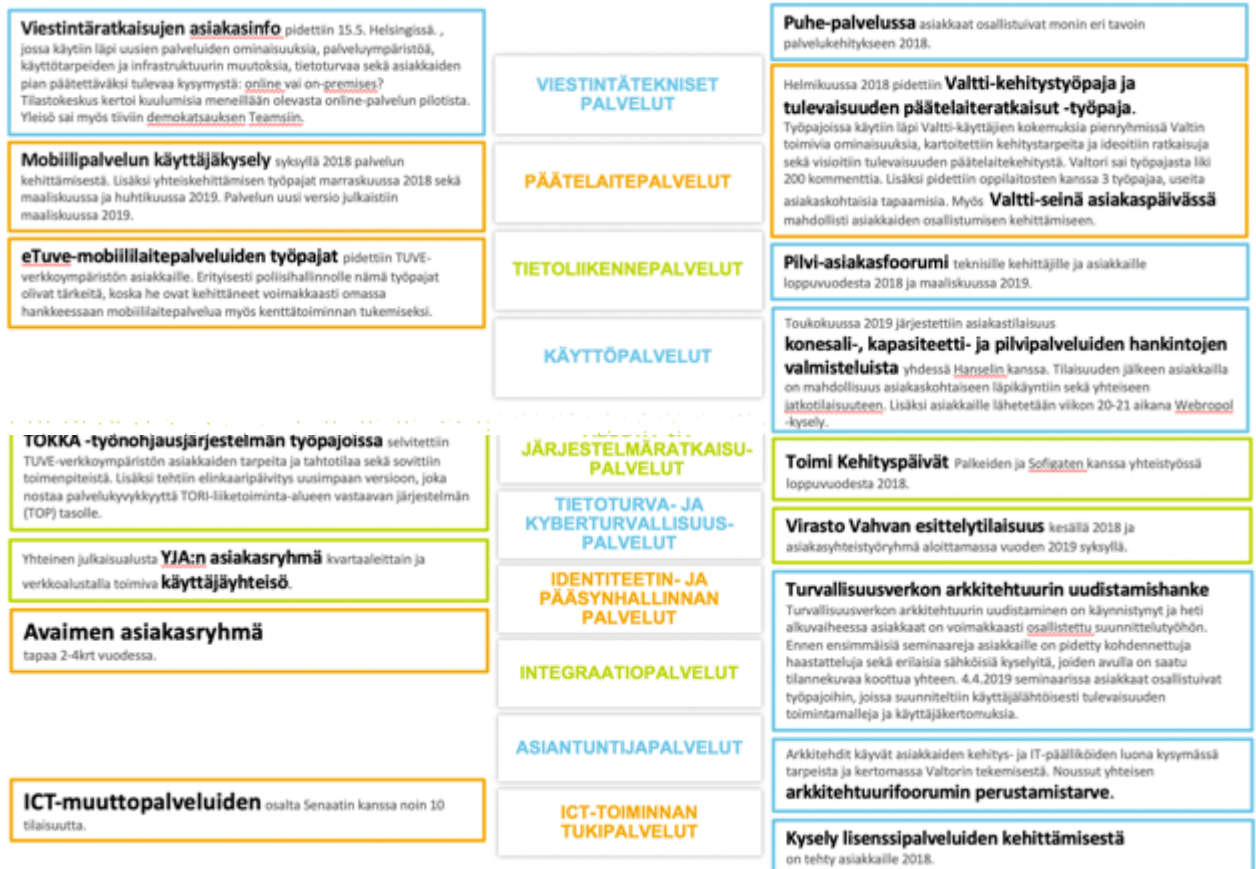 Viestintäratkaisujen asiakasinfo pidettiin 15.5. Helsingissä. ,
jossa käytiin läpi uusien palveluiden ominaisuuksia, palveluympäristöä,
käyttötarpeiden ja infrastruktuurin muutoksia, tietoturvaa sekä asiakkaiden
pian päätettäväksi tulevaa kysymystä: online vai on-premises?
Tilastokeskus kertoi kuulumisia meneillään olevasta online-palvelun pilotista.
Yleisö sai myös tiiviin demokatsauksen Teamsiin.
Mobiilipalvelun käyttäjäkysely syksyllä 2018 palvelun
kehittämisestä. Lisäksi yhteiskehittämisen työpajat marraskuussa 2018 sekä
maaliskuussa ja huhtikuussa 2019. Palvelun uusi versio julkaistiin
maaliskuussa 2019.
eTuve-mobiililaitepalveluiden työpajat pidettiin TUVE-
verkkoympäristön asiakkaille. Erityisesti poliisihallinnolle nämä työpajat
olivat tärkeitä, koska he ovat kehittäneet voimakkaasti omassa
hankkeessaan mobiililaitepalvelua myös kenttätoiminnan tukemiseksi.
TOKKA -työnohjausjärjestelmän työpajoissa selvitettiin
TUVE-verkkoympäristön asiakkaiden tarpeita ja tahtotilaa sekä sovittiin
toimenpiteistä. Lisäksi tehtiin elinkaaripäivitys uusimpaan versioon, joka
nostaa palvelukyvykkyyttä TORI-liiketoiminta-alueen vastaavan järjestelmän
(TOP) tasolle.
Yhteinen julkaisualusta YJA:n asiakasryhmä kvartaaleittain ja
verkkoalustalla toimiva käyttäjäyhteisö.
Avaimen asiakasryhmä
tapaa 2-4krt vuodessa.
ICT-muuttopalveluiden osalta Senaatin kanssa noin 10
tilaisuutta.
VIESTINTÄTEKNISET
PALVELUT
PÄÄTELAITEPALVELUT
TIETOLIIKENNEPALVELUT
KÄYTTÖPALVELUT
JÄRJESTELMÄRATKAISU-
PALVELUT
TIETOTURVA- JA
KYBERTURVALLISUUS-
PALVELUT
IDENTITEETIN- JA
PÄÄSYNHALLINNAN
PALVELUT
INTEGRAATIOPALVELUT
ASIANTUNTIJAPALVELUT
ICT-TOIMINNAN
TUKIPALVELUT
Puhe-palvelussa asiakkaat osallistuivat monin eri tavoin
palvelukehitykseen 2018.
Helmikuussa 2018 pidettiin Valtti-kehitystyöpaja ja
tulevaisuuden päätelaiteratkaisut -työpaja.
Työpajoissa käytiin läpi Valtti-käyttäjien kokemuksia pienryhmissä Valtin
toimivia ominaisuuksia, kartoitettiin kehitystarpeita ja ideoitiin ratkaisuja
sekä visioitiin tulevaisuuden päätelaitekehitystä. Valtori sai työpajasta liki
200 kommenttia. Lisäksi pidettiin oppilaitosten kanssa 3 työpajaa, useita
asiakaskohtaisia tapaamisia. Myös Valtti-seinä asiakaspäivässä
mahdollisti asiakkaiden osallistumisen kehittämiseen.
Pilvi-asiakasfoorumi teknisille kehittäjille ja asiakkaille
loppuvuodesta 2018 ja maaliskuussa 2019.
Toukokuussa 2019 järjestettiin asiakastilaisuus
konesali-, kapasiteetti- ja pilvipalveluiden hankintojen
valmisteluista yhdessä Hanselin kanssa. Tilaisuuden jälkeen asiakkailla
on mahdollisuus asiakaskohtaiseen läpikäyntiin sekä yhteiseen
jatkotilaisuuteen. Lisäksi asiakkaille lähetetään viikon 20-21 aikana Webropol
-kysely.
Toimi Kehityspäivät Palkeiden ja Sofigaten kanssa yhteistyössä
loppuvuodesta 2018.
Virasto Vahvan esittelytilaisuus kesällä 2018 ja
asiakasyhteistyöryhmä aloittamassa vuoden 2019 syksyllä.
Turvallisuusverkon arkkitehtuurin uudistamishanke
Turvallisuusverkon arkkitehtuurin uudistaminen on käynnistynyt ja heti
alkuvaiheessa asiakkaat on voimakkaasti osallistettu suunnittelutyöhön.
Ennen ensimmäisiä seminaareja asiakkaille on pidetty kohdennettuja
haastatteluja sekä erilaisia sähköisiä kyselyitä, joiden avulla on saatu
tilannekuvaa koottua yhteen. 4.4.2019 seminaarissa asiakkaat osallistuivat
työpajoihin, joissa suunniteltiin käyttäjälähtöisesti tulevaisuuden
toimintamalleja ja käyttäjäkertomuksia.
Arkkitehdit käyvät asiakkaiden kehitys- ja IT-päälliköiden luona kysymässä
tarpeista ja kertomassa Valtorin tekemisestä. Noussut yhteisen
arkkitehtuurifoorumin perustamistarve.
Kysely lisenssipalveluiden kehittämisestä
on tehty asiakkaille 2018.